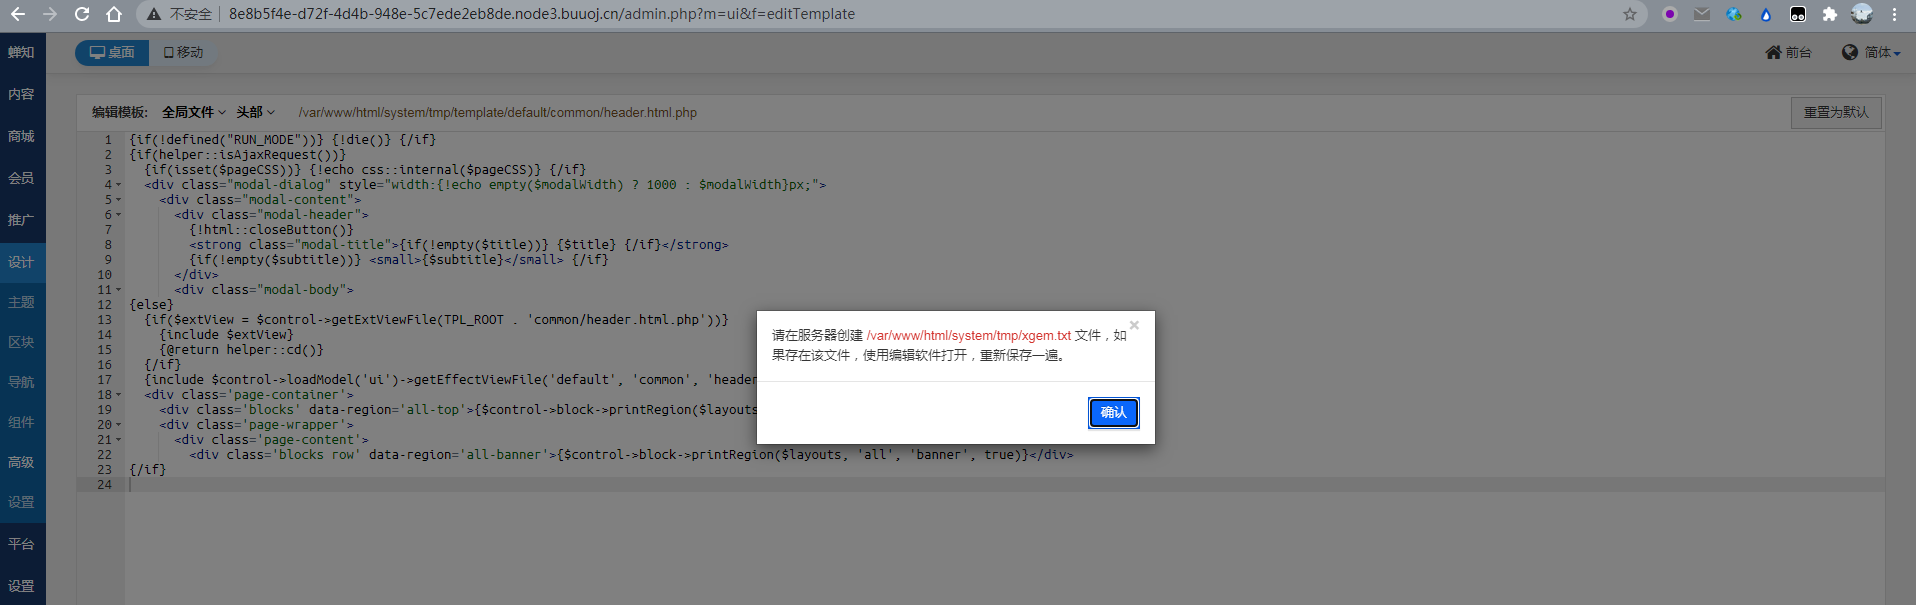 不安全 8e8b5f4e-d72f-4d4b-948e-5c7ede2eb8de.node3.buuoj.cn/admin.php?m=ui&f=editTemplate
蝉知
桌面 移动 前台 简体
内容
商城
会员
推广
设计
主题
区块
导航
组件
高级
设置
平台
设置
编辑模板: 全局文件 头部 /var/www/html/system/tmp/template/default/common/header.html.php 重置为默认
1 {if(!defined("RUN_MODE"))} {!die()} {/if}
2 {if(helper::isAjaxRequest())}
3 {if(isset($pageCSS))} {!echo css::internal($pageCSS)} {/if}
4 <div class="modal-dialog" style="width:{!echo empty($modalWidth) ? 1000 : $modalWidth}px;">
5 <div class="modal-content">
6 <div class="modal-header">
7 {!html::closeButton()}
8 <strong class="modal-title">{if(!empty($title))} {$title} {/if}</strong>
9 {if(!empty($subtitle))} <small>{$subtitle}</small> {/if}
10 </div>
11 <div class="modal-body">
12 {else}
13 {if($extView = $control->getExtViewFile(TPL_ROOT . 'common/header.html.php'))}
14 {include $extView}
15 {@return helper::cd()}
16 {/if}
17 {include $control->loadModel('ui')->getEffectViewFile('default', 'common', 'header
18 <div class='page-container'>
19 <div class='blocks' data-region='all-top'>{$control->block->printRegion($layouts
20 <div class='page-wrapper'>
21 <div class='page-content'>
22 <div class='blocks row' data-region='all-banner'>{$control->block->printRegion($layouts, 'all', 'banner', true)}</div>
23 {/if}
24
请在服务器创建 /var/www/html/system/tmp/xgem.txt 文件，如
果存在该文件，使用编辑软件打开，重新保存一遍。
确认